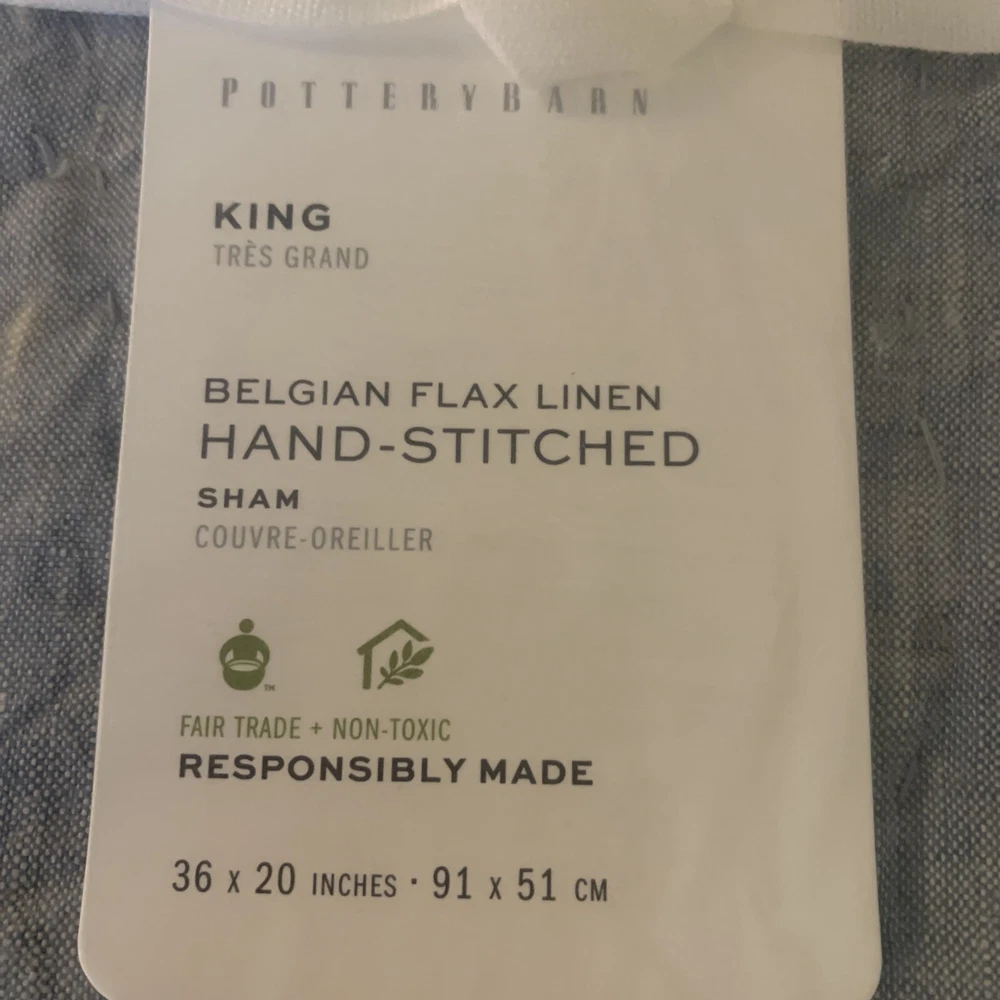 POTTERYBARN
KING
TRÈS GRAND
BELGIAN FLAX LINEN
HAND-STITCHED
SHAM
COUVRE-OREILLER
TM
FAIR TRADE + NON-TOXIC
RESPONSIBLY MADE
36 x 20 INCHES · 91 x 51 CM